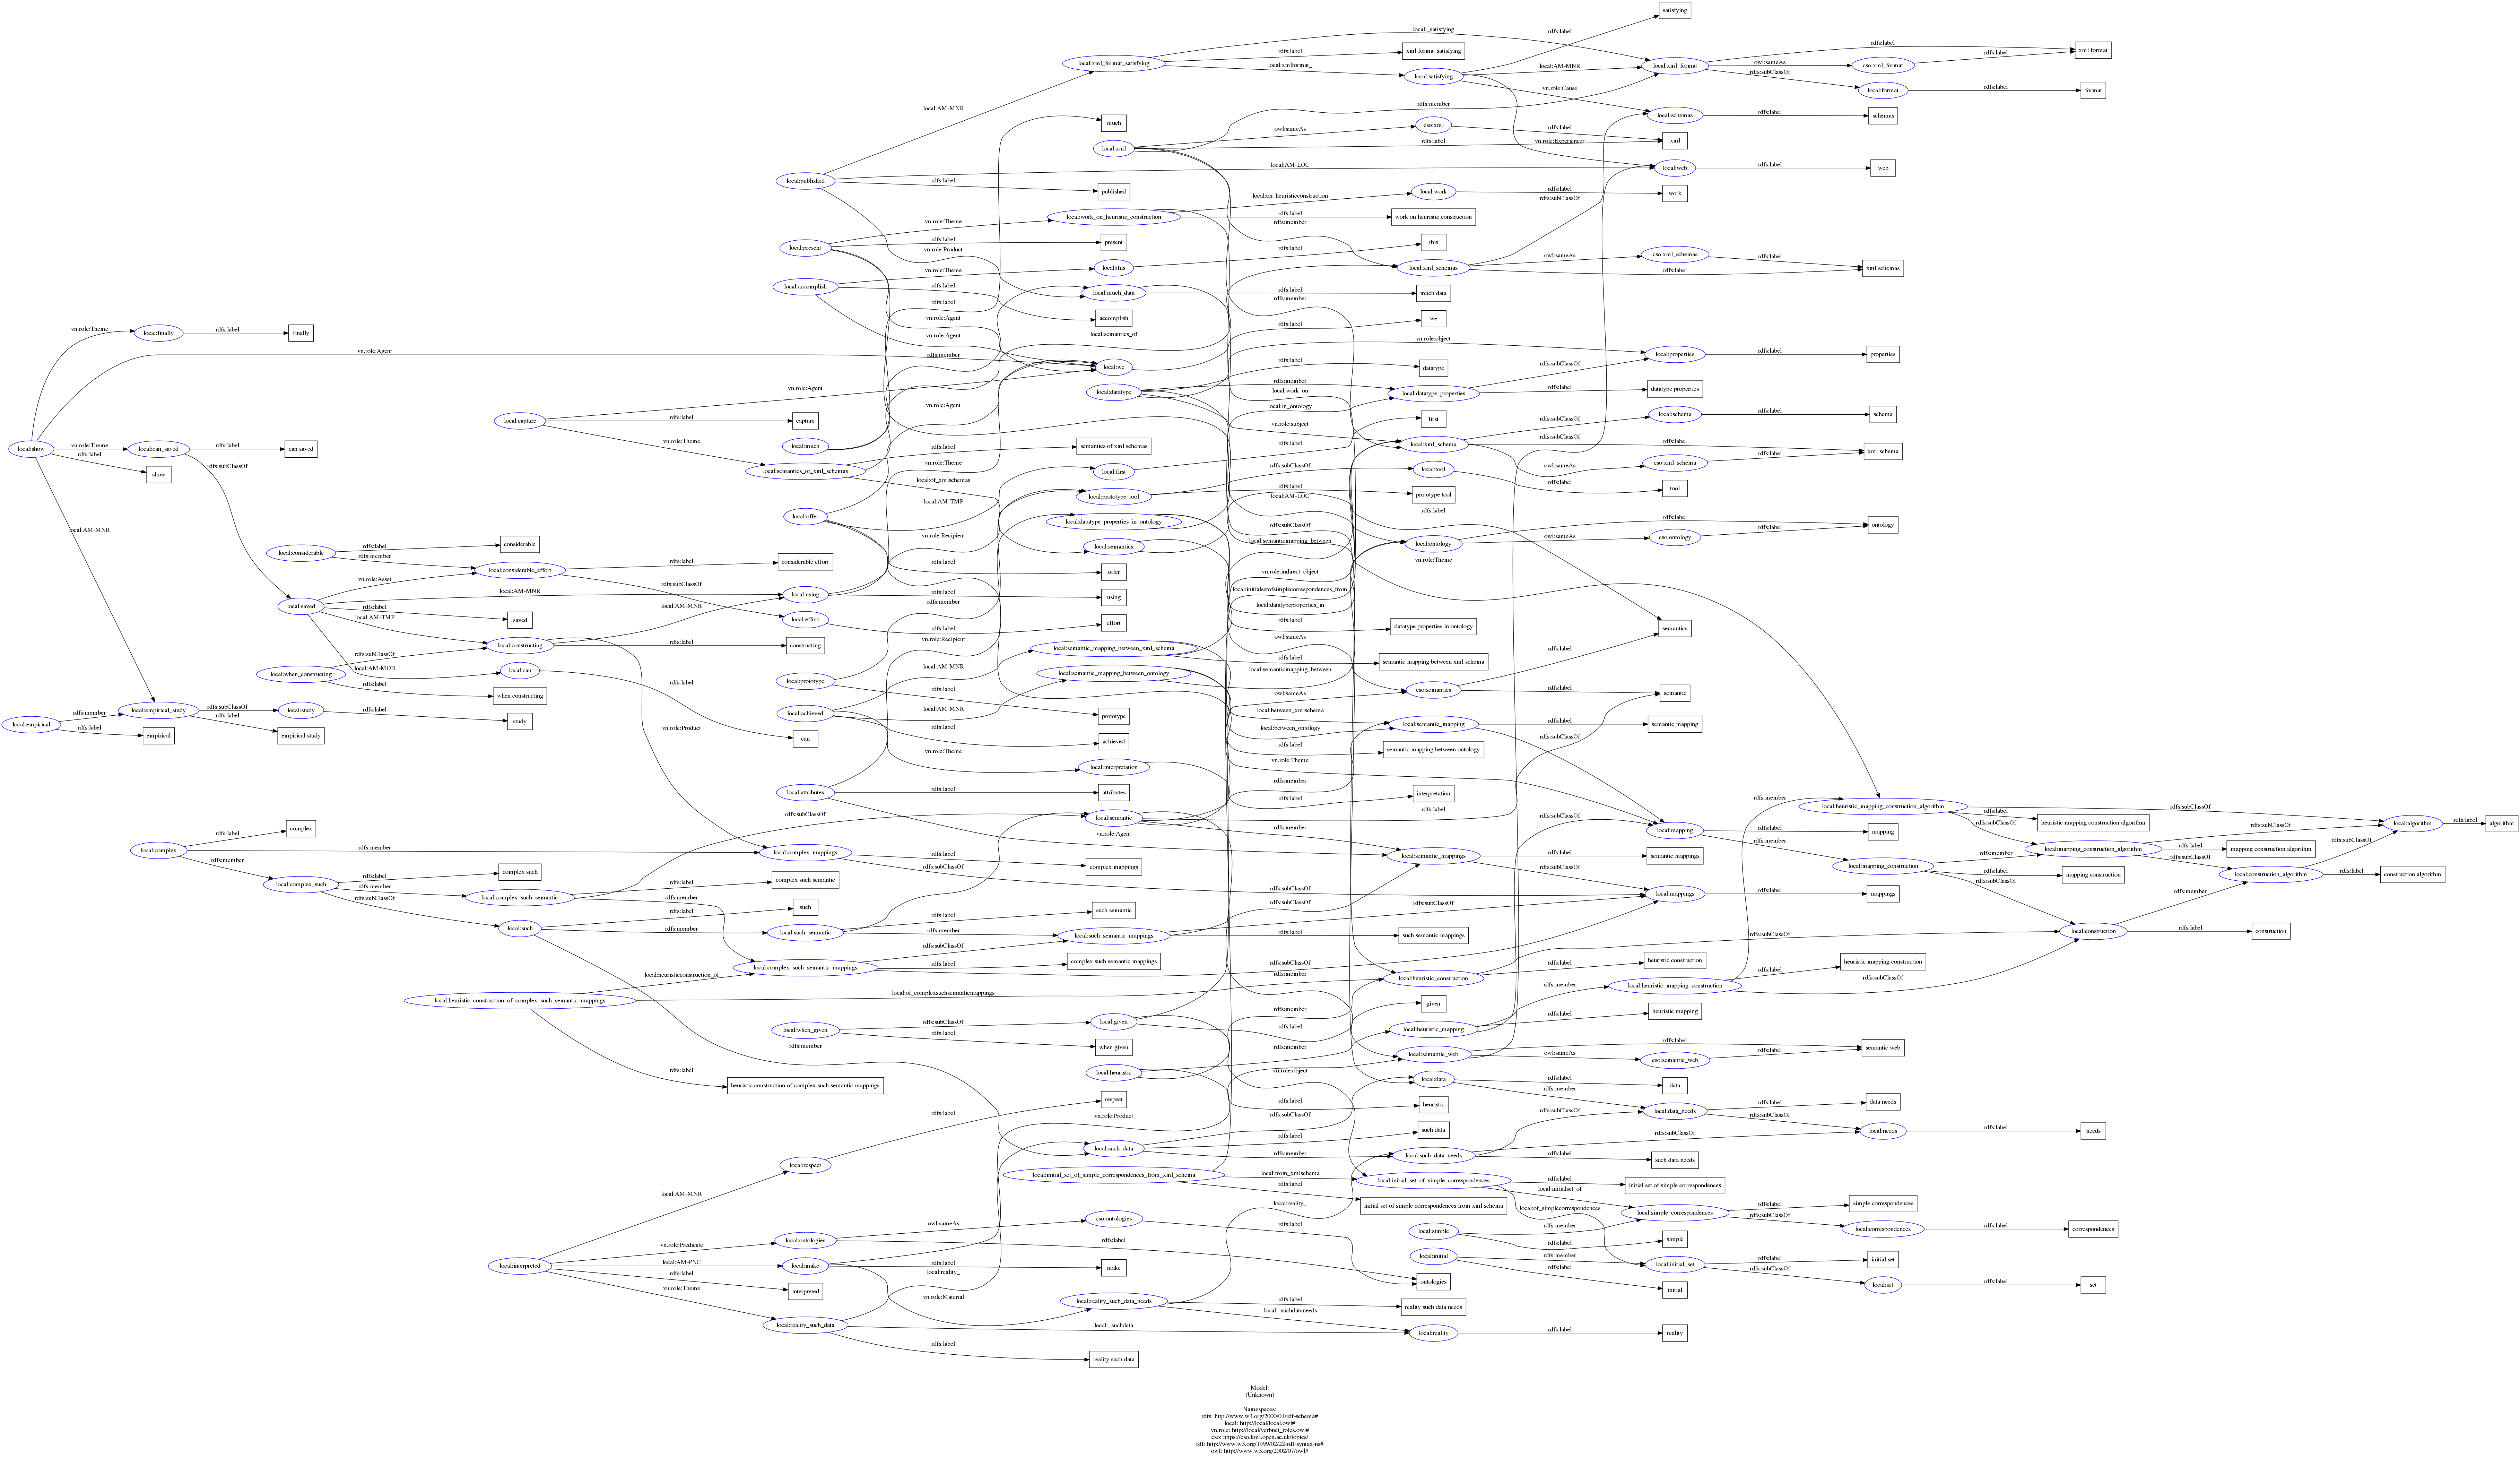 satisfying
local:_satisfying
rdfs:label
xml format satisfying
rdfs:label
local:xml_format_satisfying
local:xmlformat_
local:satisfying
local:AM-MNR
local:xml_format
rdfs:label
xml format
owl:sameAs
cso:xml_format
rdfs:label
rdfs:subClassOf
local:format
rdfs:label
format
vn.role:Cause
local:AM-MNR
rdfs:member
much
local:schemas
rdfs:label
schemas
owl:sameAs
cso:xml
rdfs:label
local:xml
rdfs:label
xml
vn.role:Experiencer
local:AM-LOC
local:web
rdfs:label
web
local:published
rdfs:label
published
local:on_heuristicconstruction
local:work
rdfs:label
work
rdfs:subClassOf
vn.role:Theme
local:work_on_heuristic_construction
rdfs:label
work on heuristic construction
rdfs:member
local:present
rdfs:label
present
vn.role:Product
this
rdfs:label
vn.role:Theme
local:this
owl:sameAs
cso:xml_schemas
rdfs:label
local:xml_schemas
rdfs:label
xml schemas
local:accomplish
rdfs:label
local:much_data
rdfs:label
much data
rdfs:member
rdfs:label
accomplish
vn.role:Agent
we
rdfs:label
vn.role:Theme
local:finally
rdfs:label
finally
vn.role:Agent
local:semantics_of
vn.role:object
local:properties
rdfs:label
properties
vn.role:Agent
rdfs:member
local:we
rdfs:label
datatype
rdfs:subClassOf
vn.role:Agent
local:datatype
rdfs:member
local:work_on
local:datatype_properties
rdfs:label
datatype properties
vn.role:Agent
local:in_ontology
local:capture
rdfs:label
capture
first
rdfs:subClassOf
local:schema
rdfs:label
schema
vn.role:subject
local:show
vn.role:Theme
local:can_saved
rdfs:label
can saved
rdfs:label
show
vn.role:Theme
local:much
rdfs:label
semantics of xml schemas
rdfs:label
local:xml_schema
rdfs:label
xml schema
rdfs:subClassOf
rdfs:subClassOf
local:semantics_of_xml_schemas
vn.role:Theme
local:of_xmlschemas
local:first
rdfs:subClassOf
local:tool
owl:sameAs
cso:xml_schema
rdfs:label
rdfs:label
tool
local:prototype_tool
rdfs:label
prototype tool
local:AM-TMP
local:AM-LOC
rdfs:label
local:offer
local:datatype_properties_in_ontology
rdfs:label
ontology
local:AM-MNR
vn.role:Recipient
rdfs:subClassOf
local:semanticmapping_between
local:ontology
owl:sameAs
cso:ontology
rdfs:label
local:considerable
rdfs:label
considerable
rdfs:member
local:semantics
vn.role:Theme
local:considerable_effort
rdfs:label
considerable effort
rdfs:label
offer
vn.role:indirect_object
vn.role:Asset
rdfs:subClassOf
local:AM-MNR
local:using
rdfs:label
using
local:initialsetofsimplecorrespondences_from
rdfs:member
local:datatypeproperties_in
local:saved
rdfs:label
saved
local:AM-MNR
local:AM-TMP
local:effort
rdfs:label
effort
rdfs:label
datatype properties in ontology
semantics
local:constructing
rdfs:label
constructing
vn.role:Recipient
owl:sameAs
rdfs:subClassOf
local:semantic_mapping_between_xml_schema
rdfs:label
semantic mapping between xml schema
rdfs:label
local:AM-MOD
local:can
rdfs:label
local:when_constructing
rdfs:label
when constructing
local:AM-MNR
local:semantic_mapping_between_ontology
local:semanticmapping_between
local:prototype
rdfs:label
prototype
owl:sameAs
cso:semantics
rdfs:label
semantic
local:empirical
rdfs:member
rdfs:label
empirical
local:empirical_study
rdfs:subClassOf
rdfs:label
empirical study
local:study
rdfs:label
study
local:achieved
local:AM-MNR
rdfs:label
achieved
local:between_xmlschema
local:between_ontology
local:semantic_mapping
rdfs:label
semantic mapping
vn.role:Product
can
rdfs:label
semantic mapping between ontology
rdfs:subClassOf
vn.role:Theme
local:interpretation
vn.role:Theme
rdfs:member
rdfs:label
interpretation
local:attributes
rdfs:label
attributes
rdfs:label
rdfs:member
local:heuristic_mapping_construction_algorithm
rdfs:subClassOf
rdfs:label
heuristic mapping construction algorithm
rdfs:subClassOf
local:complex
rdfs:label
complex
rdfs:member
rdfs:member
rdfs:subClassOf
local:semantic
vn.role:Agent
rdfs:member
rdfs:subClassOf
local:mapping
rdfs:label
mapping
rdfs:member
local:algorithm
rdfs:label
algorithm
rdfs:subClassOf
rdfs:subClassOf
local:complex_mappings
rdfs:label
complex mappings
rdfs:subClassOf
local:semantic_mappings
rdfs:label
semantic mappings
rdfs:subClassOf
local:mapping_construction
rdfs:member
rdfs:label
mapping construction
rdfs:subClassOf
local:mapping_construction_algorithm
rdfs:label
mapping construction algorithm
rdfs:subClassOf
local:construction_algorithm
rdfs:label
construction algorithm
local:complex_such
rdfs:label
complex such
rdfs:member
rdfs:subClassOf
local:complex_such_semantic
rdfs:label
complex such semantic
rdfs:member
rdfs:subClassOf
local:mappings
rdfs:label
mappings
rdfs:member
local:such
rdfs:label
such
rdfs:member
local:such_semantic
rdfs:label
such semantic
rdfs:member
local:such_semantic_mappings
rdfs:subClassOf
rdfs:subClassOf
rdfs:label
such semantic mappings
local:construction
rdfs:label
construction
rdfs:subClassOf
local:complex_such_semantic_mappings
rdfs:subClassOf
rdfs:label
complex such semantic mappings
rdfs:subClassOf
local:heuristicconstruction_of
rdfs:member
local:heuristic_construction
rdfs:label
heuristic construction
local:heuristic_construction_of_complex_such_semantic_mappings
local:of_complexsuchsemanticmappings
rdfs:label
heuristic construction of complex such semantic mappings
rdfs:member
local:heuristic_mapping_construction
rdfs:label
heuristic mapping construction
rdfs:subClassOf
given
local:when_given
rdfs:subClassOf
rdfs:label
when given
local:given
rdfs:label
rdfs:member
local:heuristic_mapping
rdfs:label
heuristic mapping
rdfs:member
rdfs:member
local:semantic_web
rdfs:label
semantic web
owl:sameAs
cso:semantic_web
rdfs:label
local:heuristic
vn.role:object
local:data
rdfs:label
data
rdfs:member
rdfs:label
respect
rdfs:label
heuristic
vn.role:Product
rdfs:subClassOf
local:data_needs
rdfs:label
data needs
rdfs:subClassOf
rdfs:subClassOf
such data
rdfs:label
local:such_data
rdfs:member
local:such_data_needs
rdfs:subClassOf
rdfs:label
such data needs
local:needs
rdfs:label
needs
local:respect
local:AM-MNR
local:initial_set_of_simple_correspondences_from_xml_schema
local:from_xmlschema
rdfs:label
initial set of simple correspondences from xml schema
local:initial_set_of_simple_correspondences
rdfs:label
initial set of simple correspondences
local:initialset_of
local:of_simplecorrespondences
local:reality_
local:simple_correspondences
rdfs:label
simple correspondences
rdfs:subClassOf
local:correspondences
rdfs:label
correspondences
owl:sameAs
cso:ontologies
rdfs:label
local:simple
rdfs:member
rdfs:label
simple
vn.role:Predicate
local:ontologies
rdfs:label
ontologies
local:initial
rdfs:member
rdfs:label
initial
local:initial_set
rdfs:label
initial set
rdfs:subClassOf
local:set
rdfs:label
set
local:interpreted
local:AM-PNC
local:make
rdfs:label
make
local:reality_
rdfs:label
interpreted
vn.role:Theme
vn.role:Material
local:reality_such_data_needs
rdfs:label
reality such data needs
local:_suchdataneeds
local:reality_such_data
local:_suchdata
local:reality
rdfs:label
reality
rdfs:label
reality such data
Model:
(Unknown)
Namespaces:
rdfs: http://www.w3.org/2000/01/rdf-schema#
local: http://local/local.owl#
vn.role: http://local/verbnet_roles.owl#
cso: https://cso.kmi.open.ac.uk/topics/
rdf: http://www.w3.org/1999/02/22-rdf-syntax-ns#
owl: http://www.w3.org/2002/07/owl#